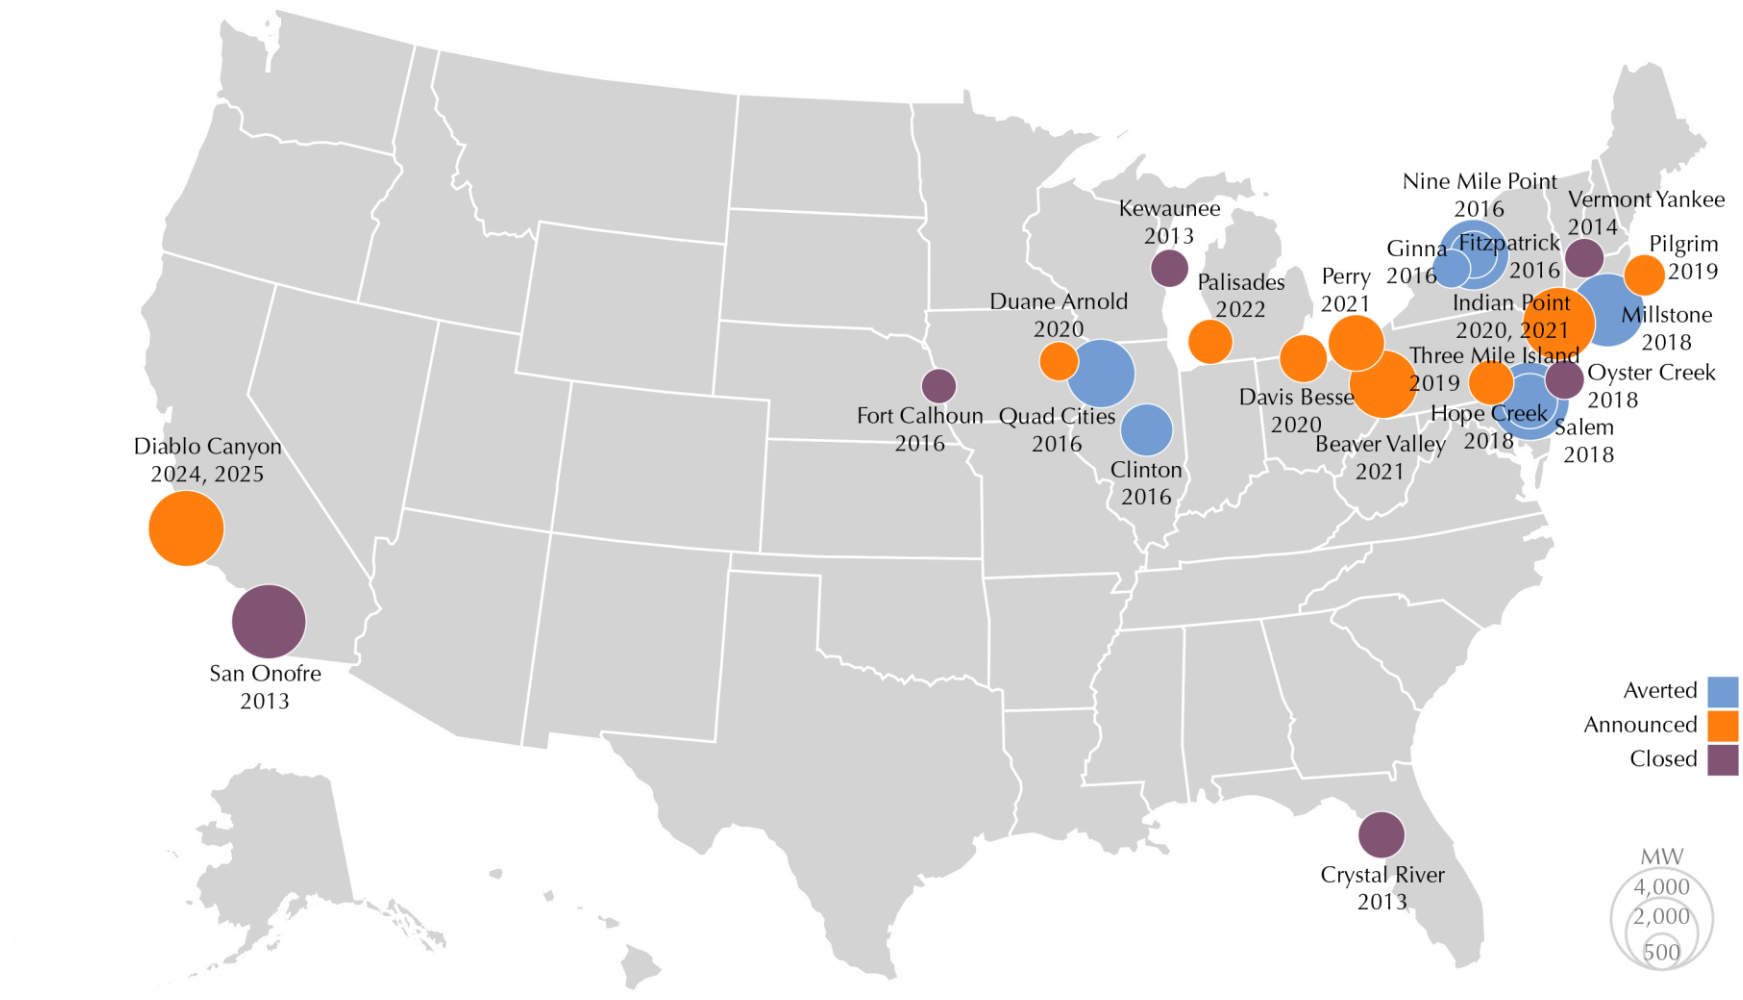 Nine Mile Point
2016
Vermont Yankee
2014
Kewaunee
2013
Ginna
2016
Fitzpatrick
2016
Pilgrim
2019
Palisades
2022
Perry
2021
Duane Arnold
2020
Indian Point
2020, 2021
Millstone
2018
Three Mile Island
2019
Oyster Creek
2018
Davis Besse
2020
Fort Calhoun
2016
Quad Cities
2016
Hope Creek
2018
Salem
2018
Beaver Valley
2021
Diablo Canyon
2024, 2025
Clinton
2016
San Onofre
2013
Averted
Announced
Closed
Crystal River
2013
MW
4,000
2,000
500